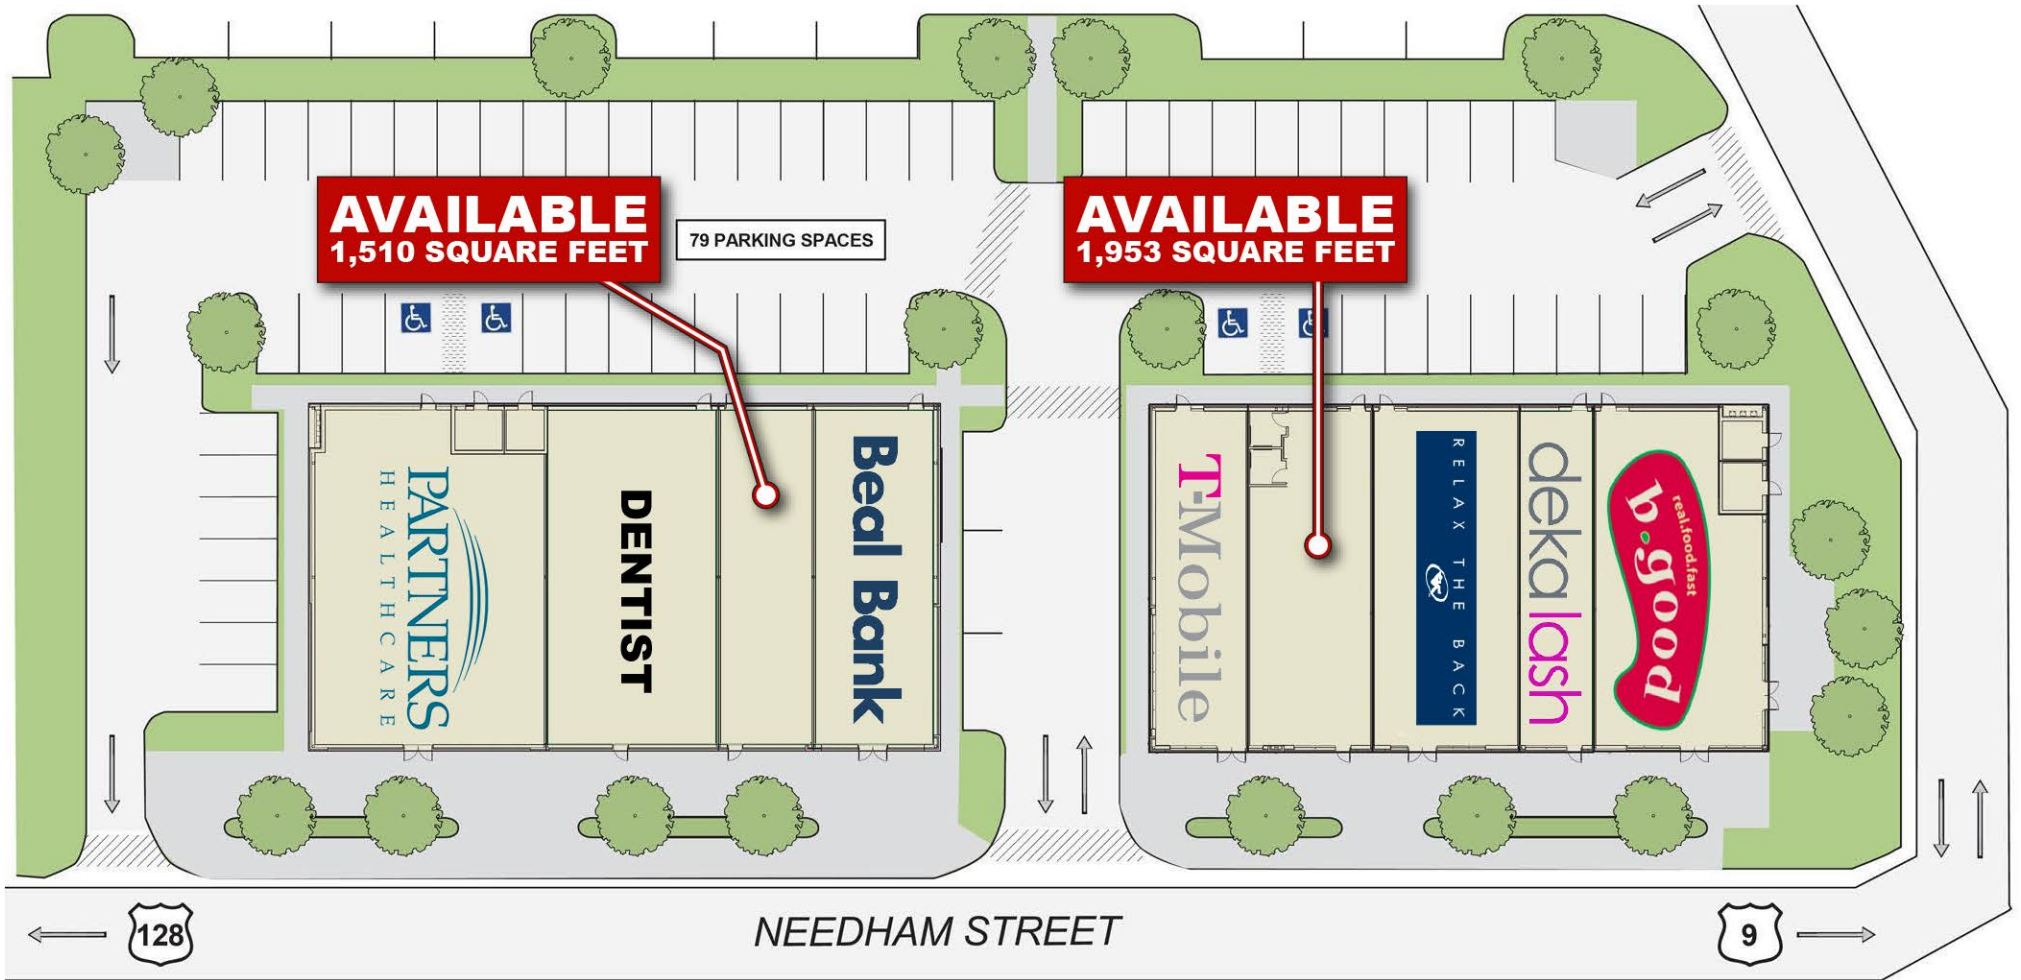 AVAILABLE
1,510 SQUARE FEET
79 PARKING SPACES
AVAILABLE
1,953 SQUARE FEET
PARTNERS
HEALTHCARE
DENTIST
Beal Bank
T-Mobile
RELAX THE BACK
deka lash
real.food.fast
b.good
128
NEEDHAM STREET
9